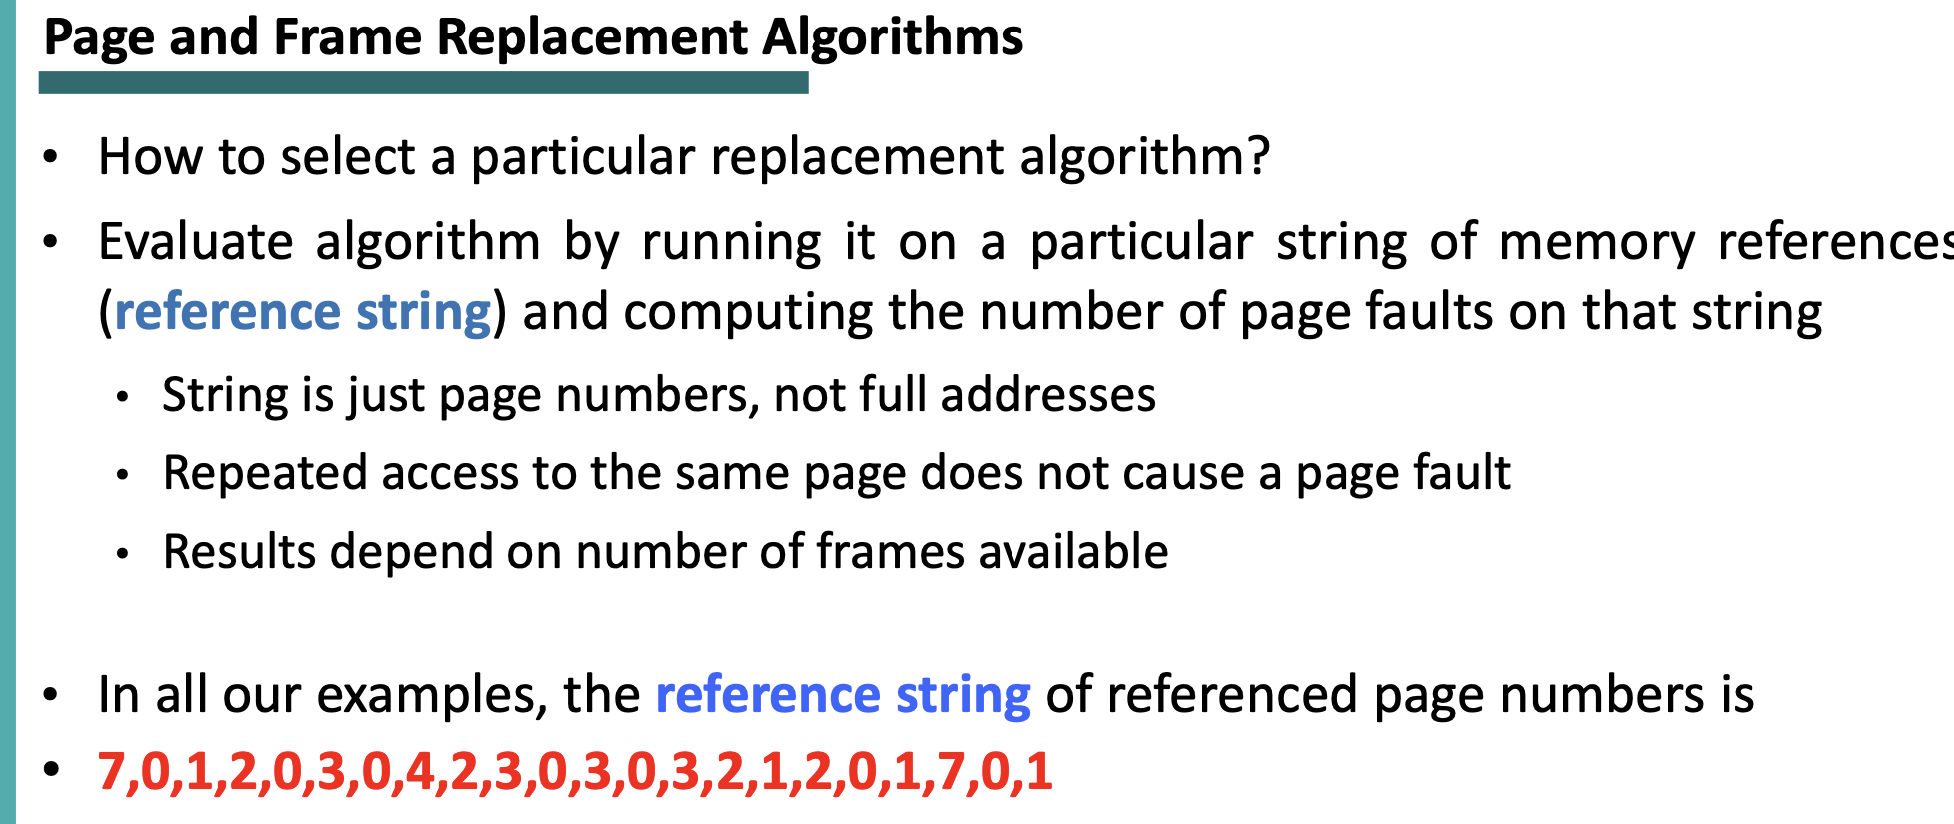 Page and Frame Replacement Algorithms
• How to select a particular replacement algorithm?
• Evaluate algorithm by running it on a particular string of memory references
(reference string) and computing the number of page faults on that string
• String is just page numbers, not full addresses
• Repeated access to the same page does not cause a page fault
• Results depend on number of frames available
• In all our examples, the reference string of referenced page numbers is
• 7,0,1,2,0,3,0,4,2,3,0,3,0,3,2,1,2,0,1,7,0,1